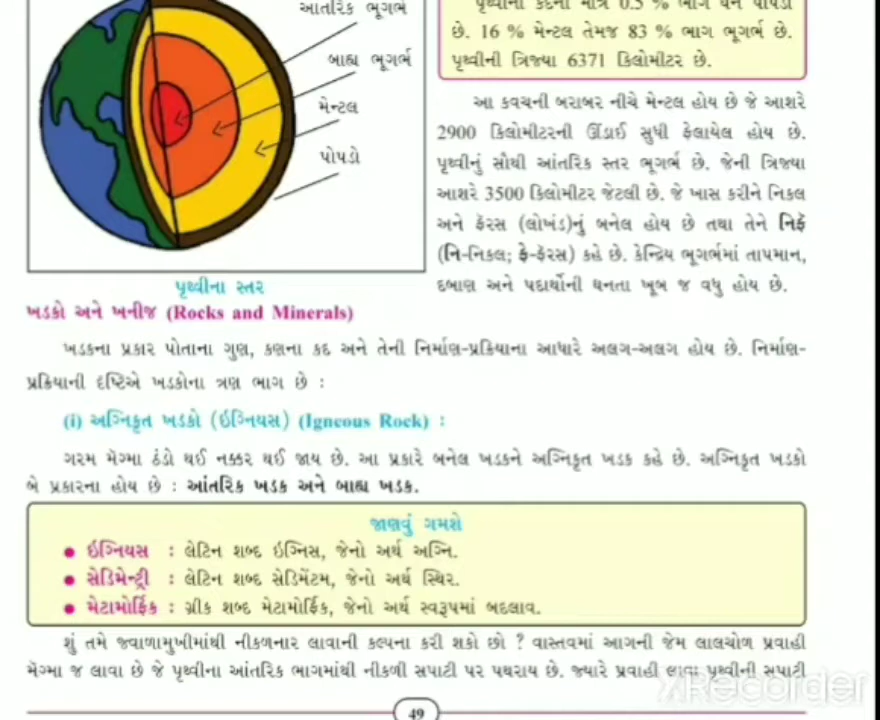 આંતરિક ભૂગર્ભ
બાહ્ય ભૂગર્ભ
મેન્ટલ
પોપડો
પૃથ્વીના સ્તર
પૃથ્વીના કદનો માત્ર 0.5 % ભાગ ઘન પોપડો
છે. 16 % મેન્ટલ તેમજ 83 % ભાગ ભૂગર્ભ છે.
પૃથ્વીની ત્રિજ્યા 6371 કિલોમીટર છે.
આ કવચની બરાબર નીચે મેન્ટલ હોય છે જે આશરે
2900 કિલોમીટરની ઊંડાઈ સુધી ફેલાયેલ હોય છે.
પૃથ્વીનું સૌથી આંતરિક સ્તર ભૂગર્ભ છે. જેની ત્રિજ્યા
આશરે 3500 કિલોમીટર જેટલી છે. જે ખાસ કરીને નિકલ
અને ફૅરસ (લોખંડ)નું બનેલ હોય છે તથા તેને નિફૅ
(નિ-નિકલ; ફે-ફૅરસ) કહે છે. કેન્દ્રિય ભૂગર્ભમાં તાપમાન,
દબાણ અને પદાર્થોની ઘનતા ખૂબ જ વધુ હોય છે.
ખડકો અને ખનીજ (Rocks and Minerals)
ખડકના પ્રકાર પોતાના ગુણ, કણના કદ અને તેની નિર્માણ-પ્રક્રિયાના આધારે અલગ-અલગ હોય છે. નિર્માણ-
પ્રક્રિયાની દૃષ્ટિએ ખડકોના ત્રણ ભાગ છે :
(i) અગ્નિકૃત ખડકો (ઇગ્નિયસ) (Igneous Rock) :
ગરમ મૅગ્મા ઠંડો થઈ નક્કર થઈ જાય છે. આ પ્રકારે બનેલ ખડકને અગ્નિકૃત ખડક કહે છે. અગ્નિકૃત ખડકો
બે પ્રકારના હોય છે : આંતરિક ખડક અને બાહ્ય ખડક.
જાણવું ગમશે
● ઇગ્નિયસ : લેટિન શબ્દ ઇગ્નિસ, જેનો અર્થ અગ્નિ.
● સેડિમેન્ટ્રી : લેટિન શબ્દ સેડિમેંટમ, જેનો અર્થ સ્થિર.
● મેટામોર્ફિક : ગ્રીક શબ્દ મેટામોર્ફિક, જેનો અર્થ સ્વરૂપમાં બદલાવ.
શું તમે જ્વાળામુખીમાંથી નીકળનાર લાવાની કલ્પના કરી શકો છો ? વાસ્તવમાં આગની જેમ લાલચોળ પ્રવાહી
મૅગ્મા જ લાવા છે જે પૃથ્વીના આંતરિક ભાગમાંથી નીકળી સપાટી પર પથરાય છે. જ્યારે પ્રવાહી લાવા પૃથ્વીની સપાટી
XRecorder
49